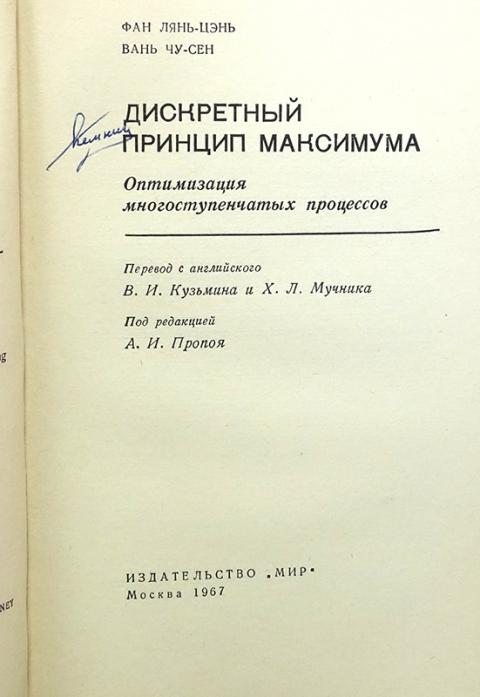 ФАН ЛЯНЬ-ЦЭНЬ
ВАНЬ ЧУ-СЕН
ДИСКРЕТНЫЙ
ПРИНЦИП МАКСИМУМА
Оптимизация
многоступенчатых процессов
Перевод с английского
В. И. Кузьмина и Х. Л. Мучника
Под редакцией
А. И. Пропоя
ИЗДАТЕЛЬСТВО „МИР"
Москва 1967